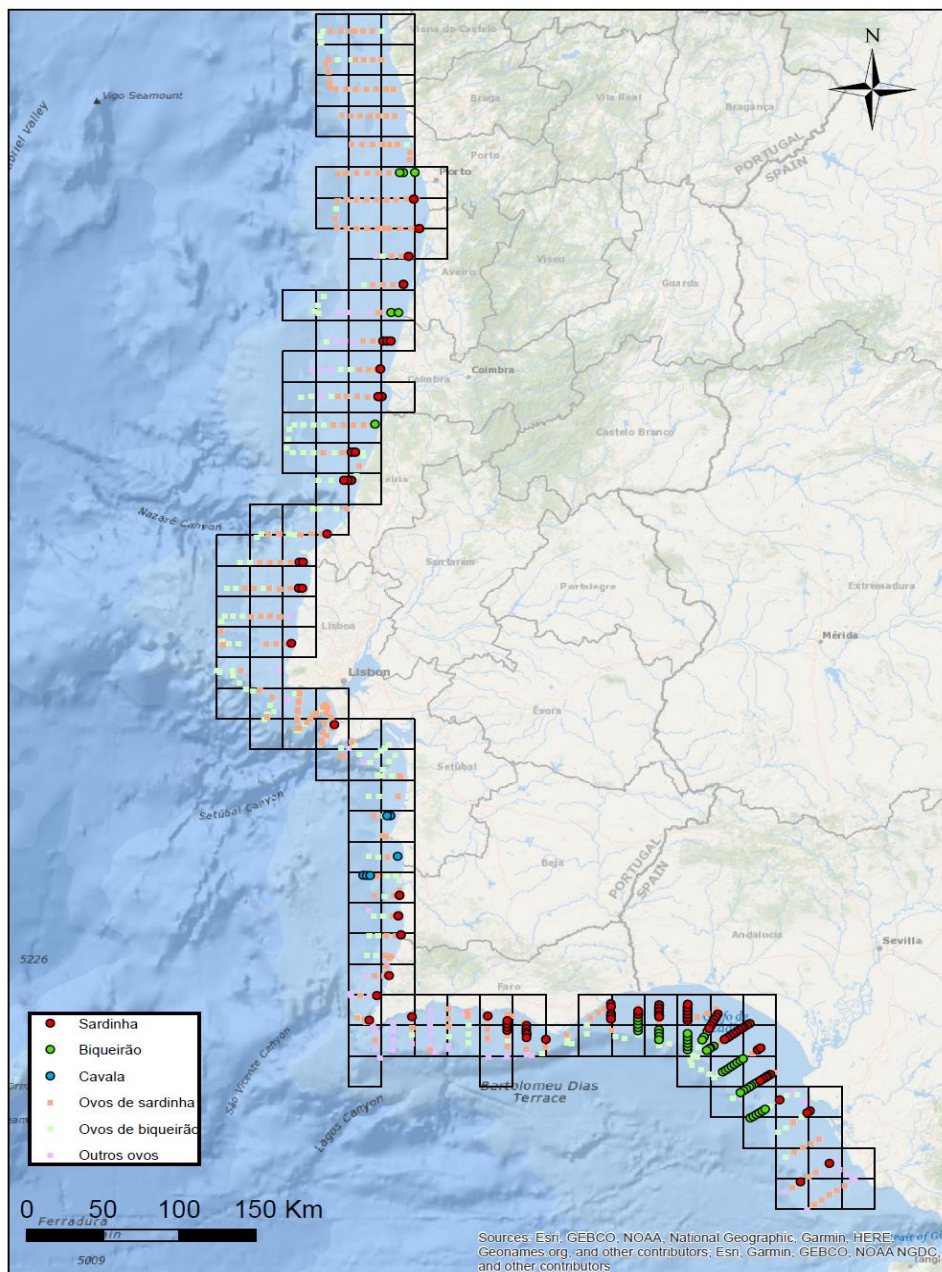 N
Viana do Castelo
Vigo Seamount
Braga
Vila Real
Bragança
PORTUGAL
SPAIN
Porto
Porto
Aveiro
Viseu
Guarda
Coimbra
Coimbra
Castelo Branco
Nazaré Canyon
Santarém
Portalegre
Extremadura
Lisboa
Mérida
Lisbon
Évora
Setúbal
Setúbal Canyon
Beja
PORTUGAL
SPAIN
Andalucia
Sevilla
5226
Faro
Sardinha
Biqueirão
Cavala
Ovos de sardinha
Ovos de biqueirão
Outros ovos
São Vicente Canyon
Lagos Canyon
Bartolomeu Dias
Terrace
0 50 100 150 Km
Ferradura
5009
Sources: Esri, GEBCO, NOAA, National Geographic, Garmin, HERE,
Geonames.org, and other contributors; Esri, Garmin, GEBCO, NOAA NGDC,
and other contributors